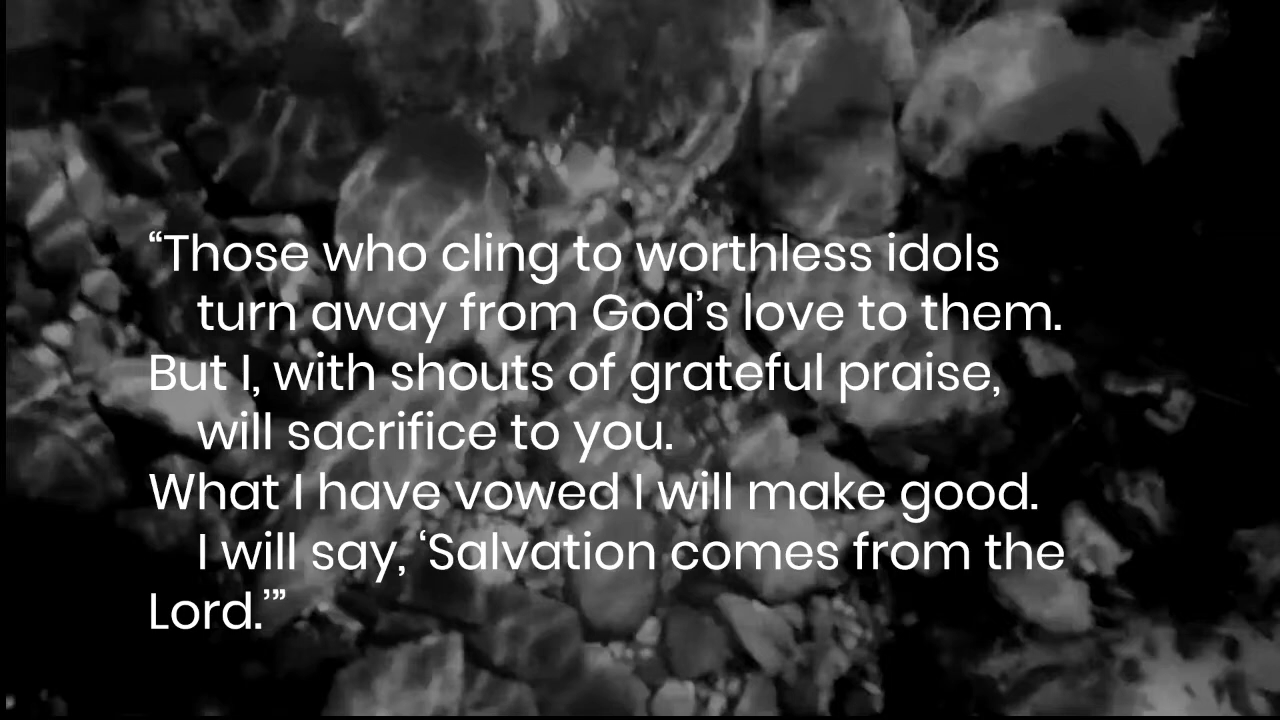 “Those who cling to worthless idols
turn away from God’s love to them.
But I, with shouts of grateful praise,
will sacrifice to you.
What I have vowed I will make good.
I will say, ‘Salvation comes from the
Lord.’”